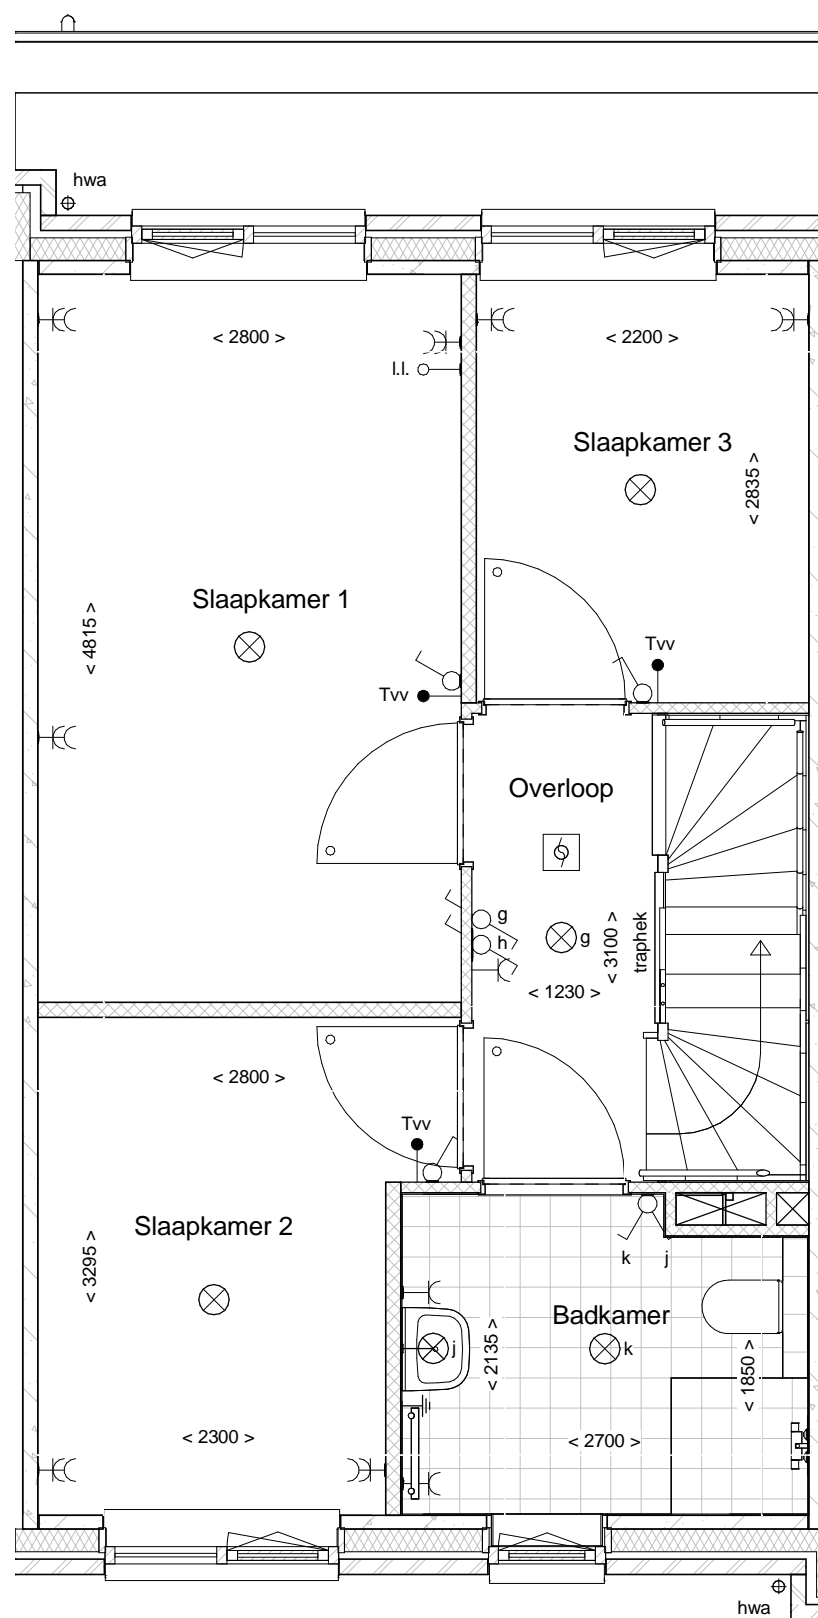 hwa
< 2800 >
< 2200 >
l.l.
Slaapkamer 3
< 2835 >
Slaapkamer 1
< 4815 >
Tvv
Tvv
Overloop
g
h
g
< 3100 >
traphek
< 1230 >
< 2800 >
Tvv
Slaapkamer 2
< 3295 >
k
j
Badkamer
j
k
< 2135 >
< 1850 >
< 2300 >
< 2700 >
hwa